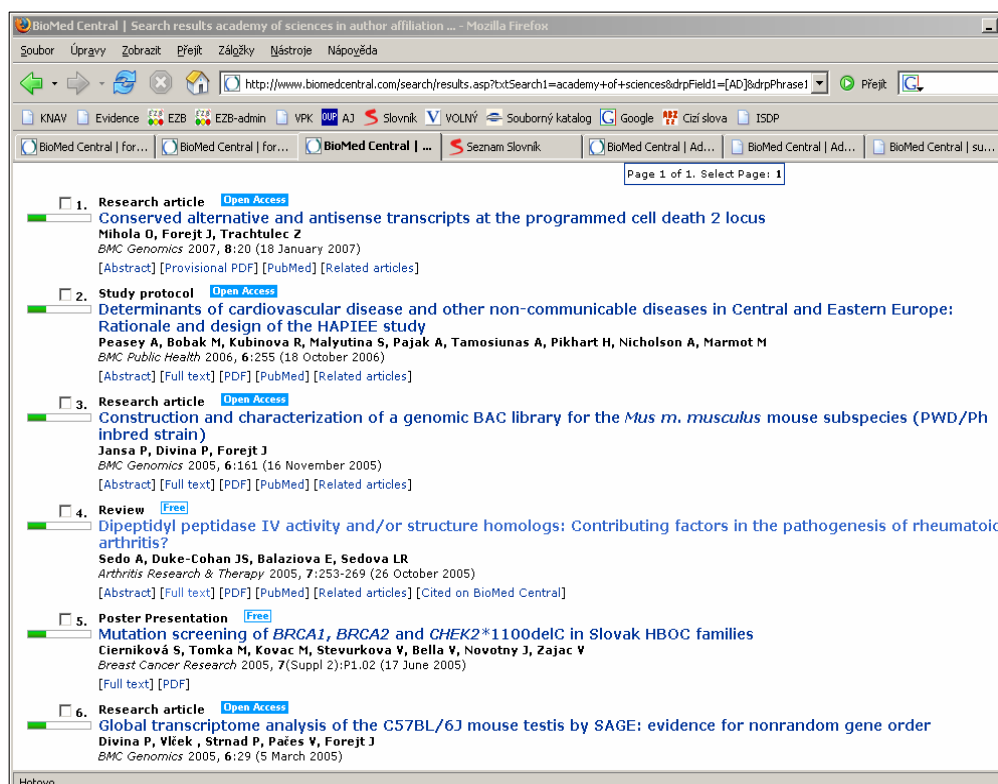 BioMed Central | Search results academy of sciences in author affiliation ... - Mozilla Firefox
Soubor Úpravy Zobrazit Přejít Záložky Nástroje Nápověda
http://www.biomedcentral.com/search/results.asp?txtSearch1=academy+of+sciences&drpField1=[AD]&drpPhrase1 Přejít G
KNAV Evidence EZB EZB-admin VPK OUP AJ Slovník VOLNÝ Souborný katalog Google Cizí slova ISDP
BioMed Central | for... BioMed Central | for... BioMed Central | ... Seznam Slovník BioMed Central | Ad... BioMed Central | Ad... BioMed Central | su...
Page 1 of 1. Select Page: 1
1. Research article Open Access
Conserved alternative and antisense transcripts at the programmed cell death 2 locus
Mihola O, Forejt J, Trachtulec Z
BMC Genomics 2007, 8:20 (18 January 2007)
[Abstract] [Provisional PDF] [PubMed] [Related articles]
2. Study protocol Open Access
Determinants of cardiovascular disease and other non-communicable diseases in Central and Eastern Europe:
Rationale and design of the HAPIEE study
Peasey A, Bobak M, Kubinova R, Malyutina S, Pajak A, Tamosiunas A, Pikhart H, Nicholson A, Marmot M
BMC Public Health 2006, 6:255 (18 October 2006)
[Abstract] [Full text] [PDF] [PubMed] [Related articles]
3. Research article Open Access
Construction and characterization of a genomic BAC library for the Mus m. musculus mouse subspecies (PWD/Ph
inbred strain)
Jansa P, Divina P, Forejt J
BMC Genomics 2005, 6:161 (16 November 2005)
[Abstract] [Full text] [PDF] [PubMed] [Related articles]
4. Review Free
Dipeptidyl peptidase IV activity and/or structure homologs: Contributing factors in the pathogenesis of rheumatoid
arthritis?
Sedo A, Duke-Cohan JS, Balaziova E, Sedova LR
Arthritis Research & Therapy 2005, 7:253-269 (26 October 2005)
[Abstract] [Full text] [PDF] [PubMed] [Related articles] [Cited on BioMed Central]
5. Poster Presentation Free
Mutation screening of BRCA1, BRCA2 and CHEK2*1100delC in Slovak HBOC families
Cierniková S, Tomka M, Kovac M, Stevurkova V, Bella V, Novotny J, Zajac V
Breast Cancer Research 2005, 7(Suppl 2):P1.02 (17 June 2005)
[Full text] [PDF]
6. Research article Open Access
Global transcriptome analysis of the C57BL/6J mouse testis by SAGE: evidence for nonrandom gene order
Divina P, Vlček , Strnad P, Pačes V, Forejt J
BMC Genomics 2005, 6:29 (5 March 2005)
Hotovo